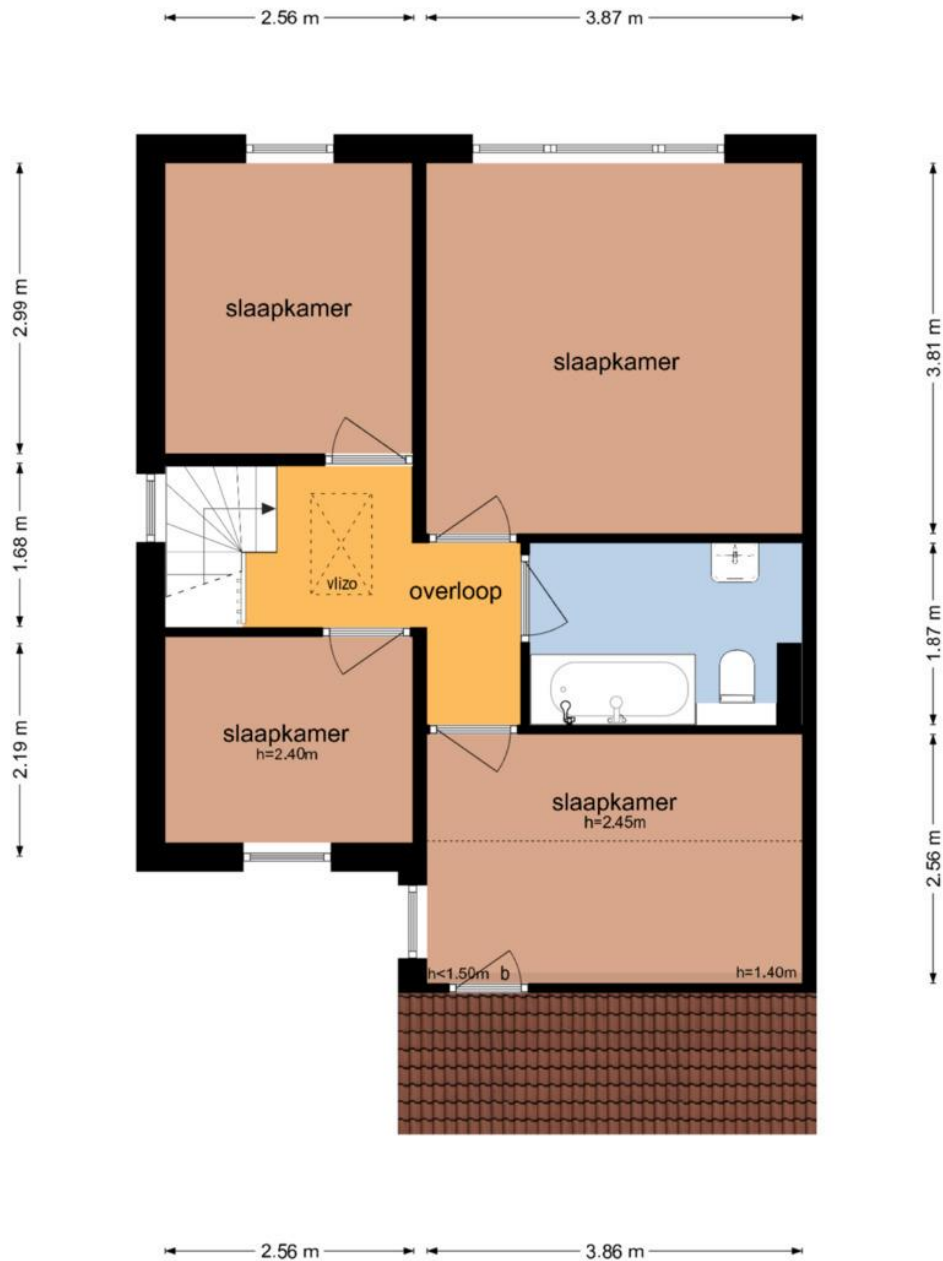 2.56 m
3.87 m
2.99 m
slaapkamer
slaapkamer
3.81 m
1.68 m
vlizo
overloop
1.87 m
2.19 m
slaapkamer
h=2.40m
slaapkamer
h=2.45m
2.56 m
h<1.50m b
h=1.40m
2.56 m
3.86 m